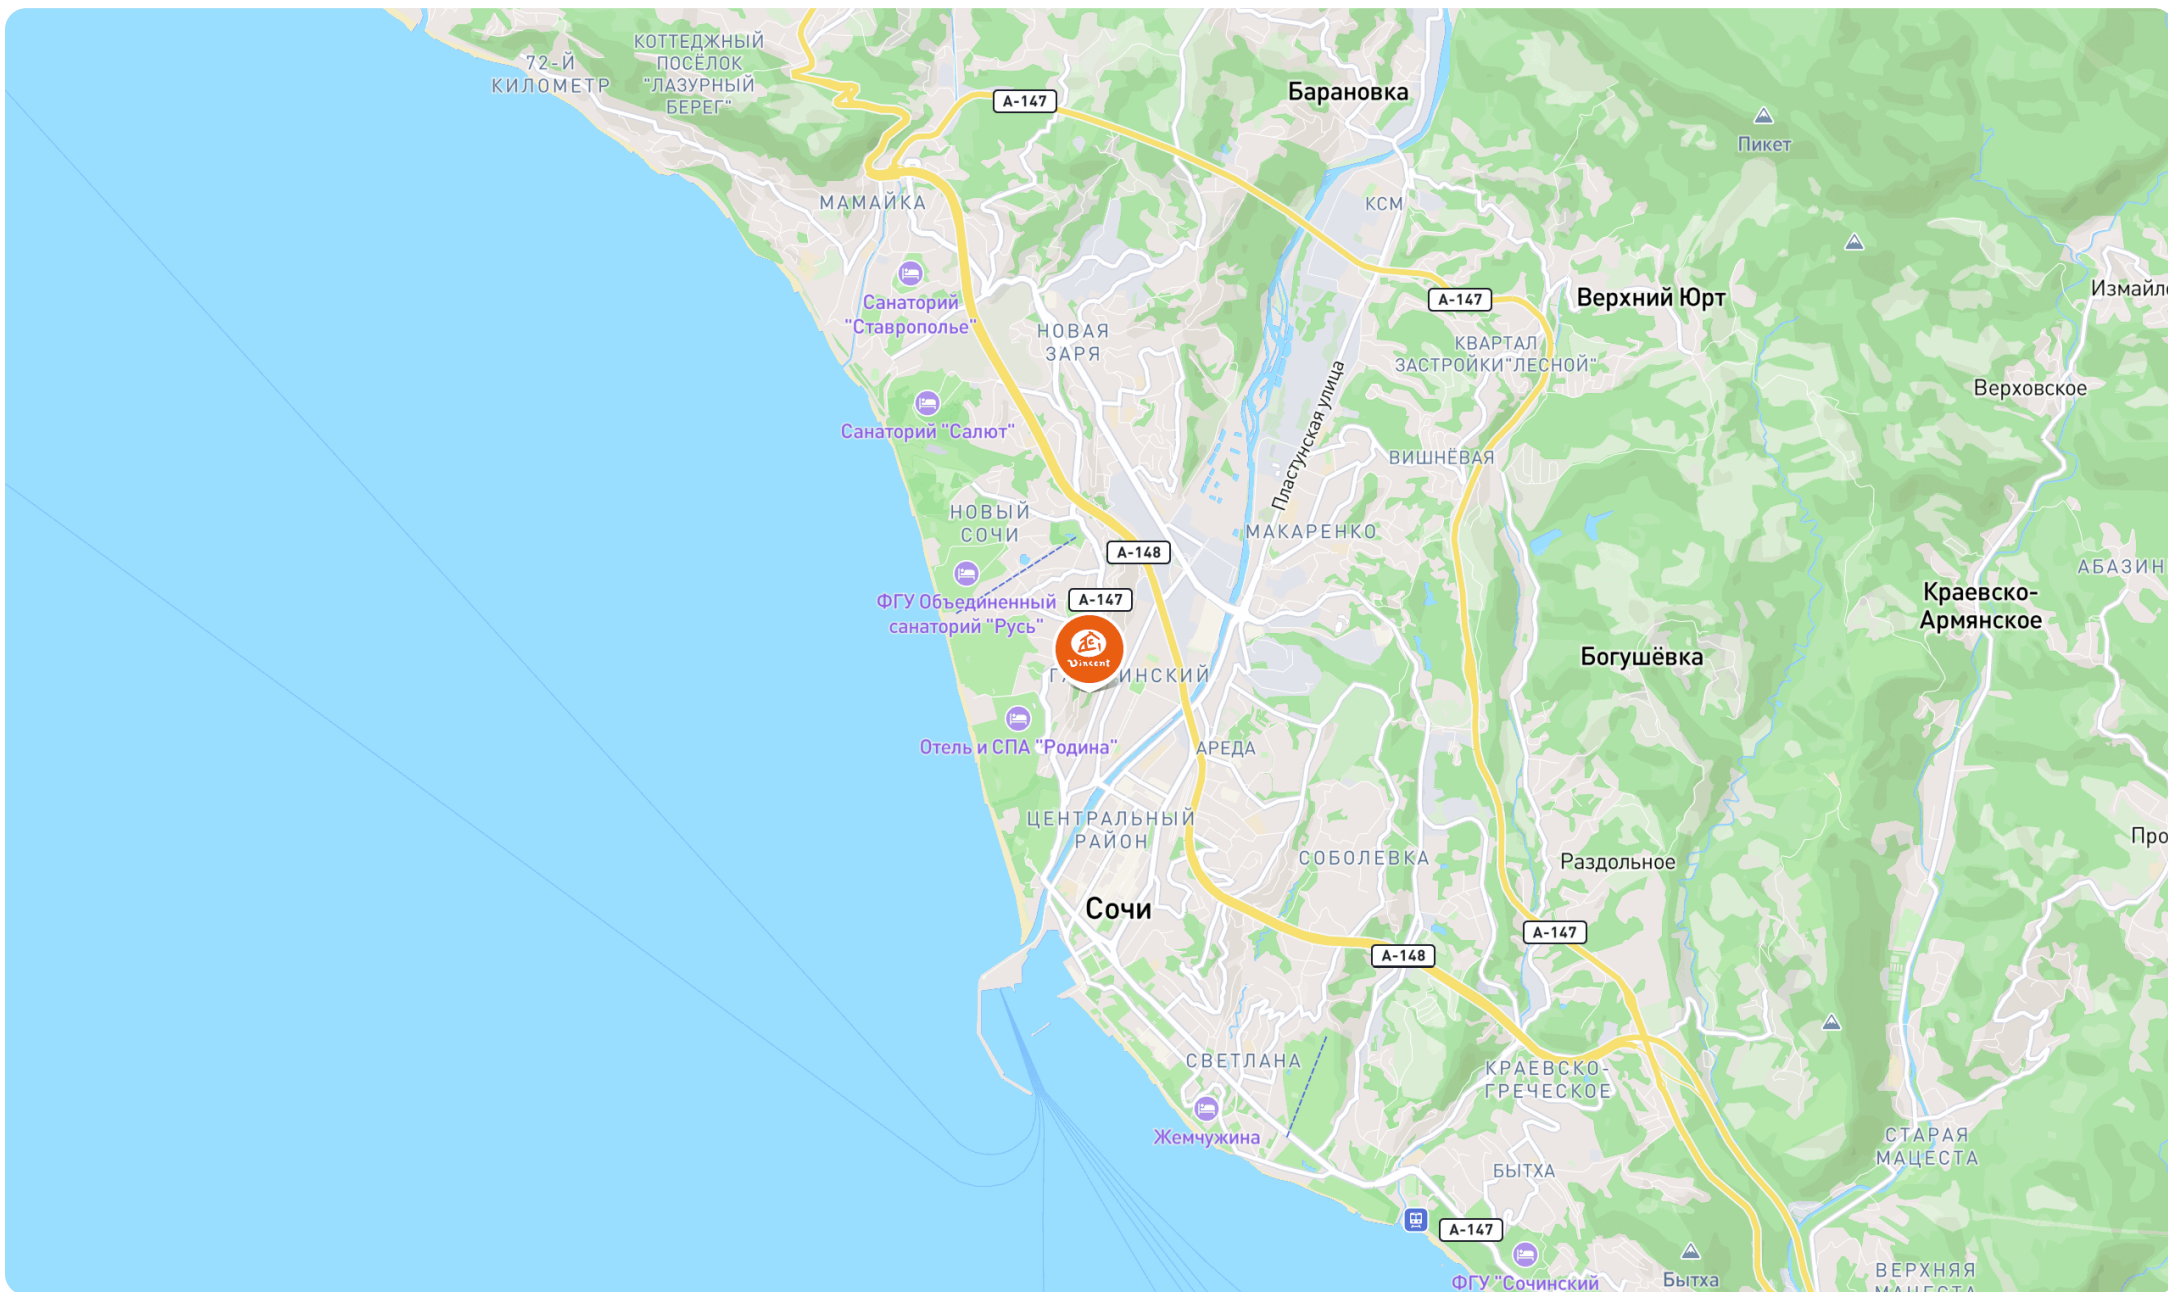 КОТТЕДЖНЫЙ
ПОСЁЛОК
"ЛАЗУРНЫЙ
БЕРЕГ"
72-Й
КИЛОМЕТР
А-147
Барановка
Пикет
МАМАЙКА
КСМ
Санаторий
"Ставрополье"
А-147
Верхний Юрт
Измайло
НОВАЯ
ЗАРЯ
КВАРТАЛ
ЗАСТРОЙКИ"ЛЕСНОЙ"
Верховское
Санаторий "Салют"
Пластунская улица
ВИШНЁВАЯ
НОВЫЙ
СОЧИ
МАКАРЕНКО
А-148
АБАЗИН
ФГУ Объединенный
санаторий "Русь"
А-147
Краевско-
Армянское
Vincent
ИНСКИЙ
Богушёвка
Отель и СПА "Родина"
АРЕДА
ЦЕНТРАЛЬНЫЙ
РАЙОН
СОБОЛЕВКА
Раздольное
Про
Сочи
А-147
А-148
СВЕТЛАНА
КРАЕВСКО-
ГРЕЧЕСКОЕ
Жемчужина
СТАРАЯ
МАЦЕСТА
БЫТХА
А-147
ФГУ "Сочинский
Бытха
ВЕРХНЯЯ
МАЦЕСТА